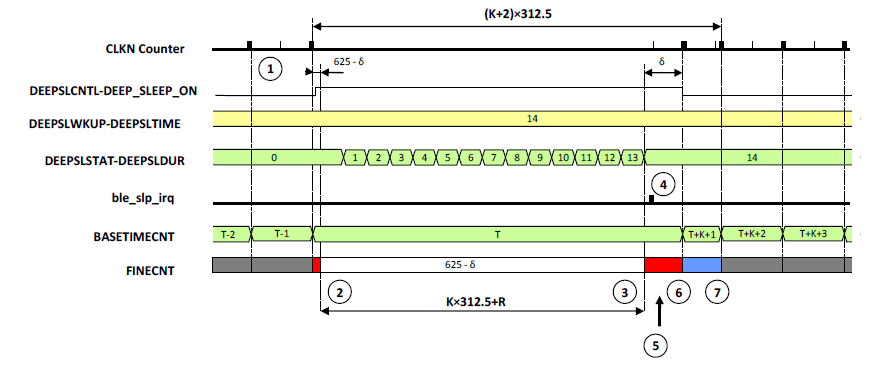 (K+2)×312.5
CLKN Counter
1
625 - δ
δ
DEEPSLCNTL-DEEP_SLEEP_ON
DEEPSLWKUP-DEEPSLTIME
14
DEEPSLSTAT-DEEPSLDUR
0 1 2 3 4 5 6 7 8 9 10 11 12 13 14
4
ble_slp_irq
BASETIMECNT
T-2 T-1 T T+K+1 T+K+2 T+K+3
FINECNT
625 - δ
2 3 6 7
K×312.5+R
5